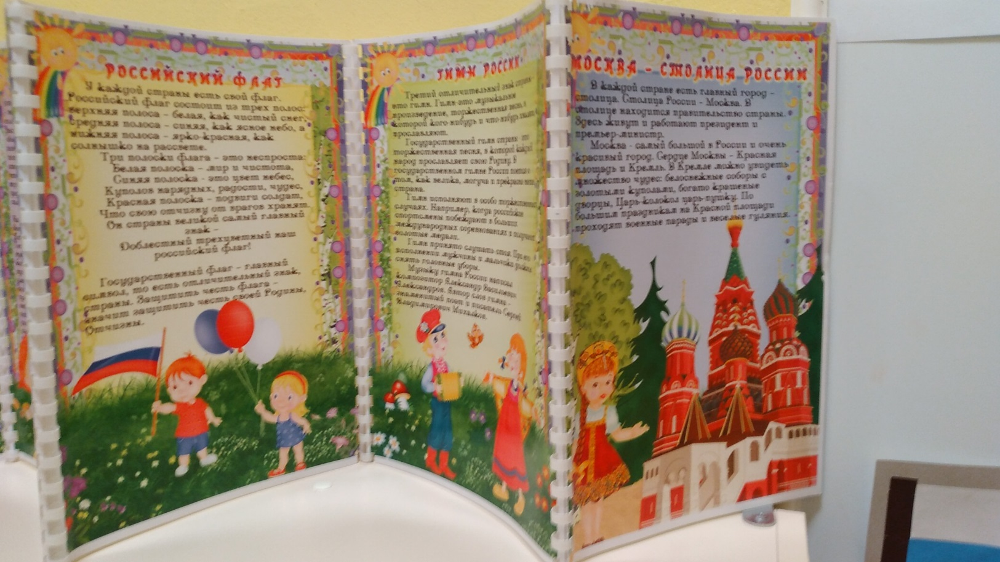 РОССИЙСКИЙ ФЛАГ
У каждой страны есть свой флаг.
Российский флаг состоит из трех полос:
верхняя полоса - белая, как чистый снег,
средняя полоса - синяя, как ясное небо, а
нижняя полоса - ярко-красная, как
солнышко на рассвете.
Три полоски флага - это неспроста:
Белая полоска - мир и чистота,
Синяя полоска - это цвет небес,
Куполов нарядных, радости, чудес,
Красная полоска - подвиги солдат,
Что свою отчизну от врагов хранят.
Он страны великой самый главный
знак -
Доблестный трехцветный наш
российский флаг!
Государственный флаг - главный
символ, то есть отличительный знак,
страны. Защитить честь флага -
значит защитить честь своей Родины,
Отчизны.
ГИМН РОССИИ
Третий отличительный знак страны -
это гимн. Гимн-это музыкальное
произведение, торжественная песня, в
которой кого-нибудь и что-нибудь
прославляют.
Государственный гимн страны -это
торжественная песня, в которой каждый
народ прославляет свою Родину. В
государственном гимне России поется о
том, как велика, могуча и прекрасна
страна.
Гимн исполняют в особо торжественных
случаях. Например, когда российские
спортсмены побеждают в больших
международных соревнованиях и получают
золотые медали.
Гимн принято слушать стоя. При его
исполнении мужчины и мальчики должны
снять головные уборы.
Музыку гимна России написал
композитор Александр Васильевич
Александров. Автор слов гимна -
знаменитый поэт и писатель Сергей
Владимирович Михалков.
МОСКВА - СТОЛИЦА РОССИИ
В каждой стране есть главный город -
столица. Столица России - Москва. В
столице находится правительство страны.
Здесь живут и работают президент и
премьер-министр.
Москва - самый большой в России и очень
красивый город. Сердце Москвы - Красная
площадь и Кремль. В Кремле можно увидеть
множество чудес: белоснежные соборы с
золотыми куполами, богато крашеные
дворцы, Царь-колокол царь-пушку. По
большим праздникам на Красной площади
проходят военные парады и веселые гуляния.